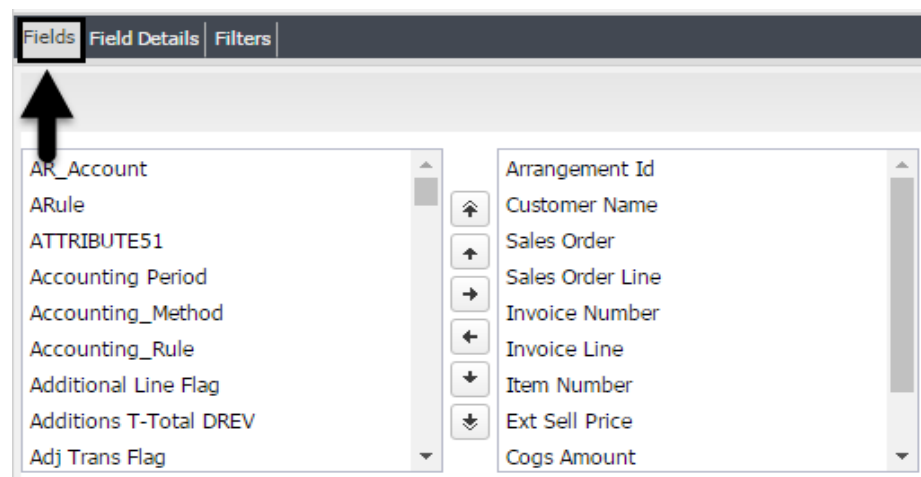 Fields Field Details Filters
AR_Account
ARule
ATTRIBUTE51
Accounting Period
Accounting_Method
Accounting_Rule
Additional Line Flag
Additions T-Total DREV
Adj Trans Flag
Arrangement Id
Customer Name
Sales Order
Sales Order Line
Invoice Number
Invoice Line
Item Number
Ext Sell Price
Cogs Amount